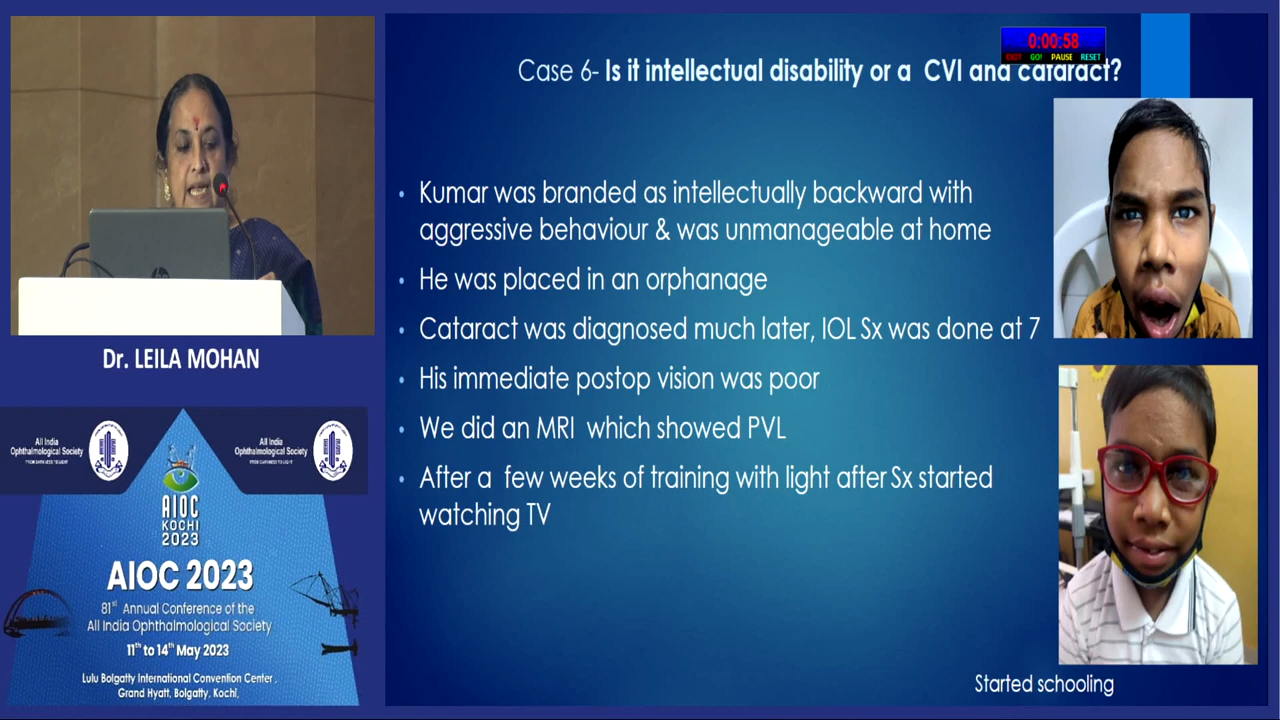 0:00:58
EXIT GO! PAUSE RESET
Case 6- Is it intellectual disability or a CVI and cataract?
• Kumar was branded as intellectually backward with
aggressive behaviour & was unmanageable at home
• He was placed in an orphanage
• Cataract was diagnosed much later, IOL Sx was done at 7
• His immediate postop vision was poor
• We did an MRI which showed PVL
• After a few weeks of training with light after Sx started
watching TV
Started schooling
Dr. LEILA MOHAN
All India
Ophthalmological Society
All India
Ophthalmological Society
AIOC
KOCHI
2023
AIOC 2023
81st Annual Conference of the
All India Ophthalmological Society
11th to 14th May 2023
Lulu Bolgatty International Convention Center ,
Grand Hyatt, Bolgatty, Kochi,